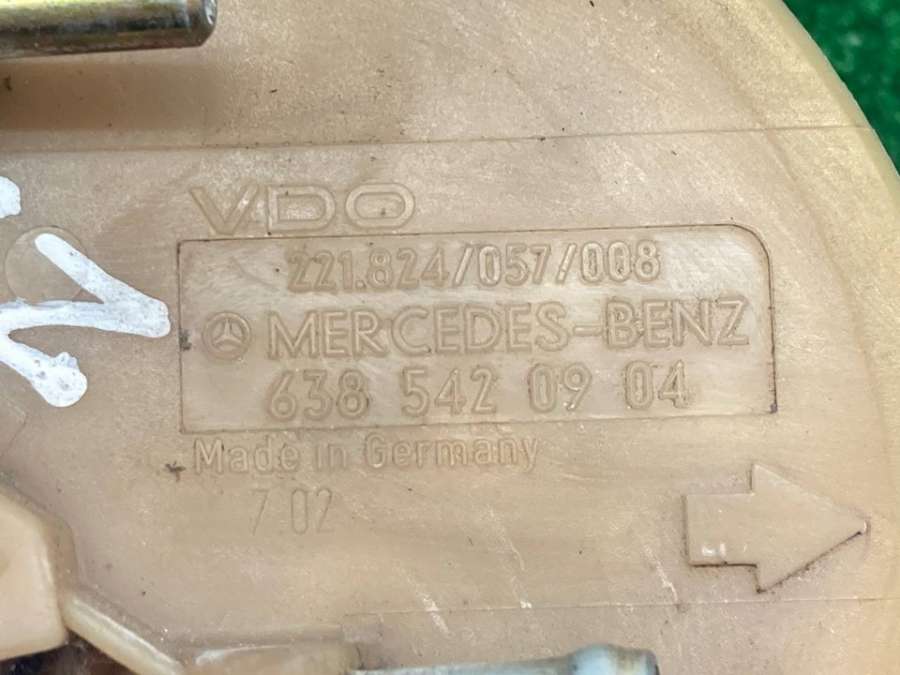 VDO
221.824/057/008
MERCEDES-BENZ
638 542 09 04
Made in Germany
7 02